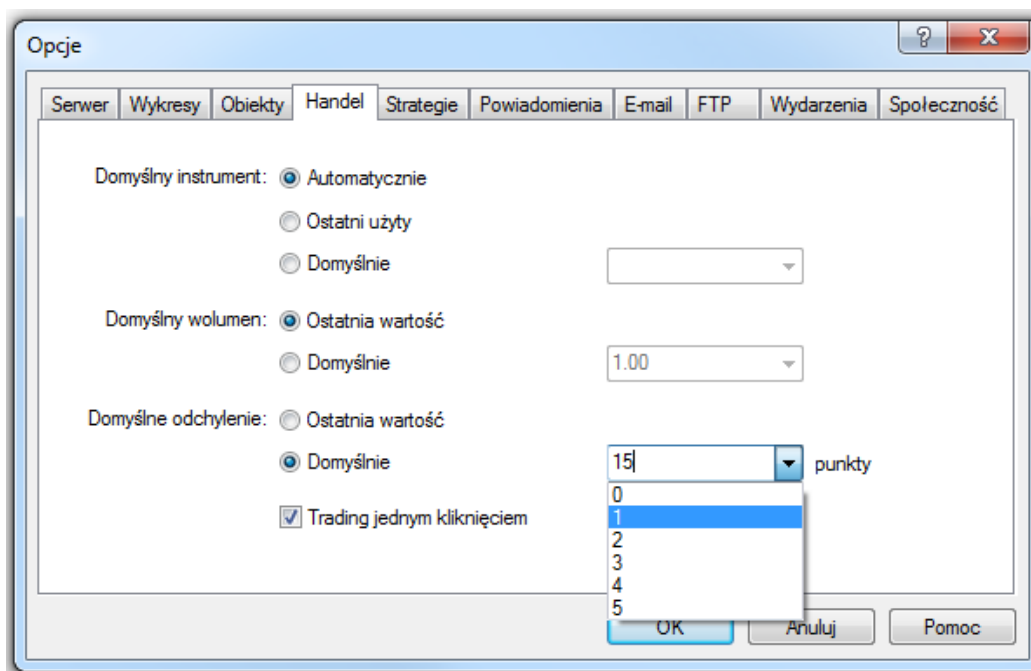 Opcje
Serwer Wykresy Obiekty Handel Strategie Powiadomienia E-mail FTP Wydarzenia Społeczność
Domyślny instrument: Automatycznie
Ostatni użyty
Domyślnie
Domyślny wolumen: Ostatnia wartość
Domyślnie 1.00
Domyślne odchylenie: Ostatnia wartość
Domyślnie 15 punkty
0
Trading jednym kliknięciem 1
2
3
4
5
OK Anuluj Pomoc